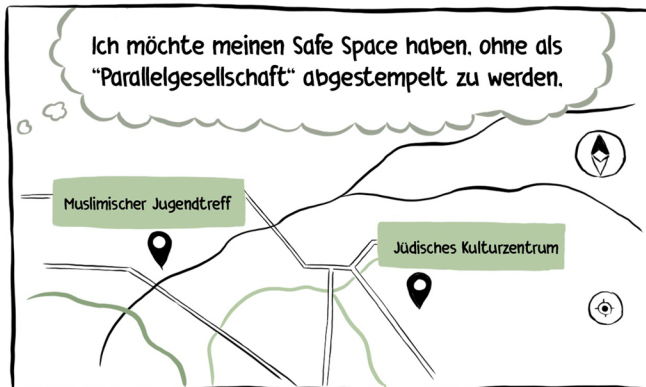 Ich möchte meinen Safe Space haben, ohne als
“Parallelgesellschaft“ abgestempelt zu werden.
Muslimischer Jugendtreff
Jüdisches Kulturzentrum